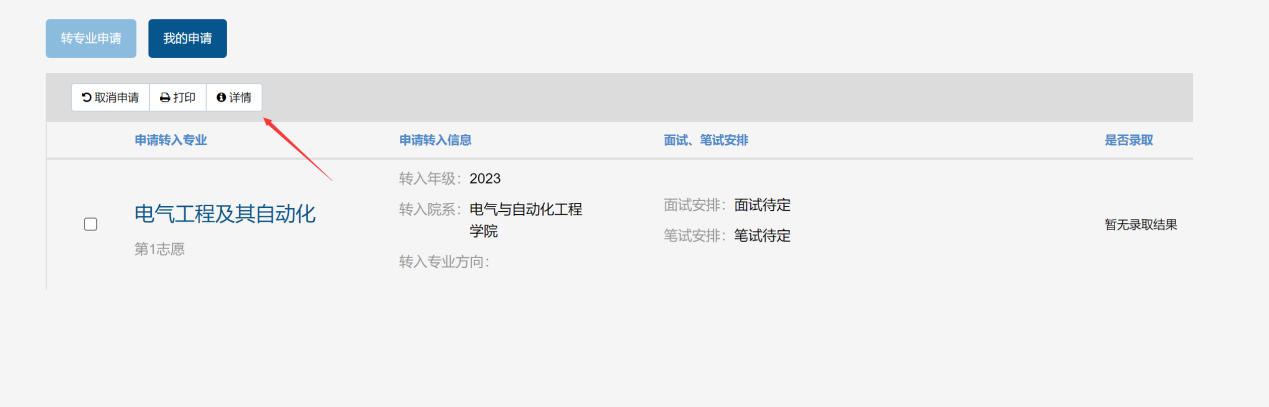 转专业申请 我的申请
取消申请 打印 详情
申请转入专业 申请转入信息 面试、笔试安排 是否录取
电气工程及其自动化
第1志愿
转入年级：2023
转入院系：电气与自动化工程
学院
转入专业方向：
面试安排：面试待定
笔试安排：笔试待定
暂无录取结果